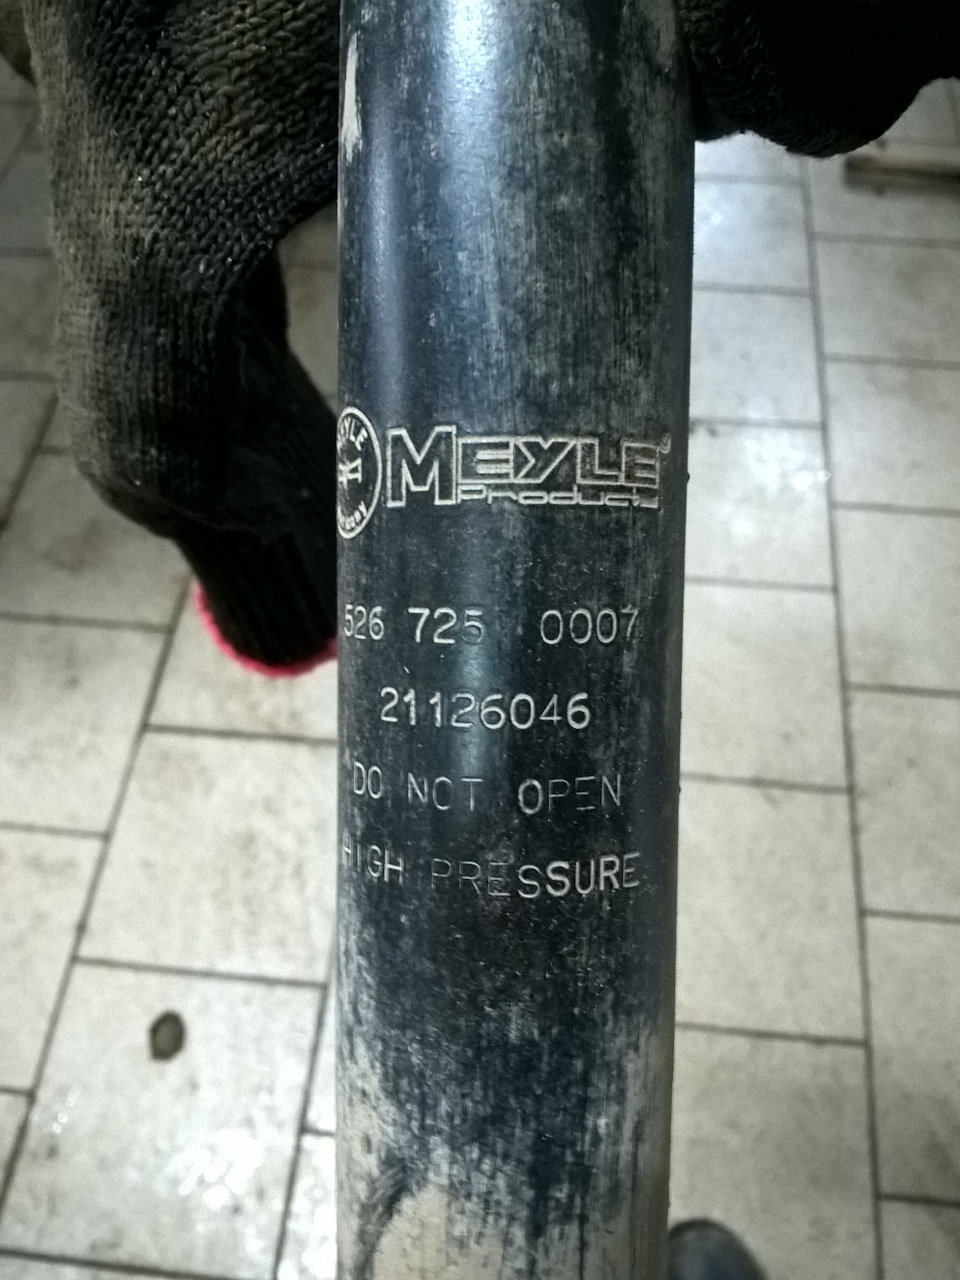 MEYLE
Products
526 725 0007
21126046
DO NOT OPEN
HIGH PRESSURE